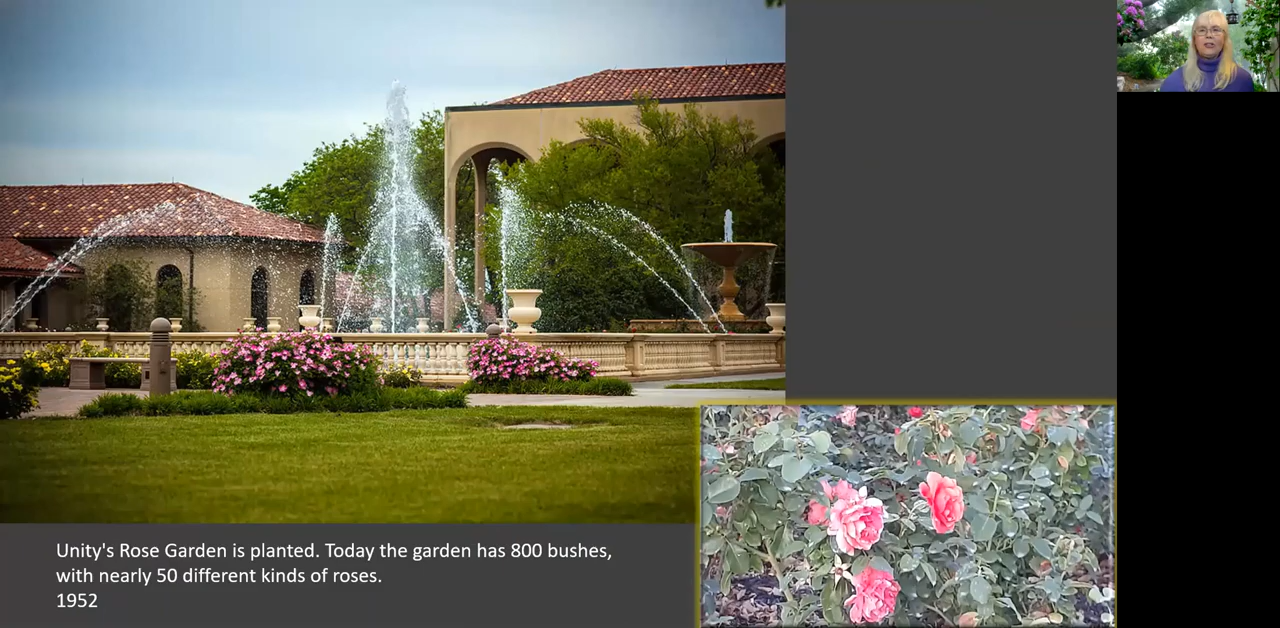 Unity's Rose Garden is planted. Today the garden has 800 bushes,
with nearly 50 different kinds of roses.
1952